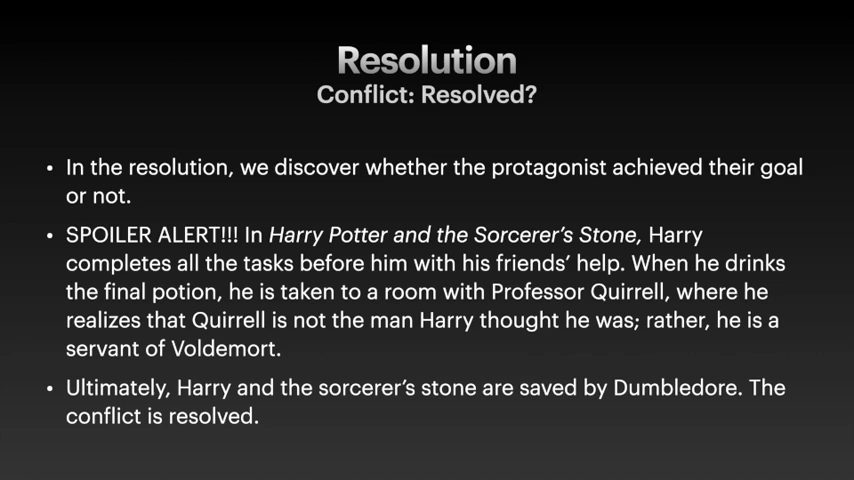 Resolution
Conflict: Resolved?
• In the resolution, we discover whether the protagonist achieved their goal
or not.
• SPOILER ALERT!!! In Harry Potter and the Sorcerer’s Stone, Harry
completes all the tasks before him with his friends’ help. When he drinks
the final potion, he is taken to a room with Professor Quirrell, where he
realizes that Quirrell is not the man Harry thought he was; rather, he is a
servant of Voldemort.
• Ultimately, Harry and the sorcerer’s stone are saved by Dumbledore. The
conflict is resolved.